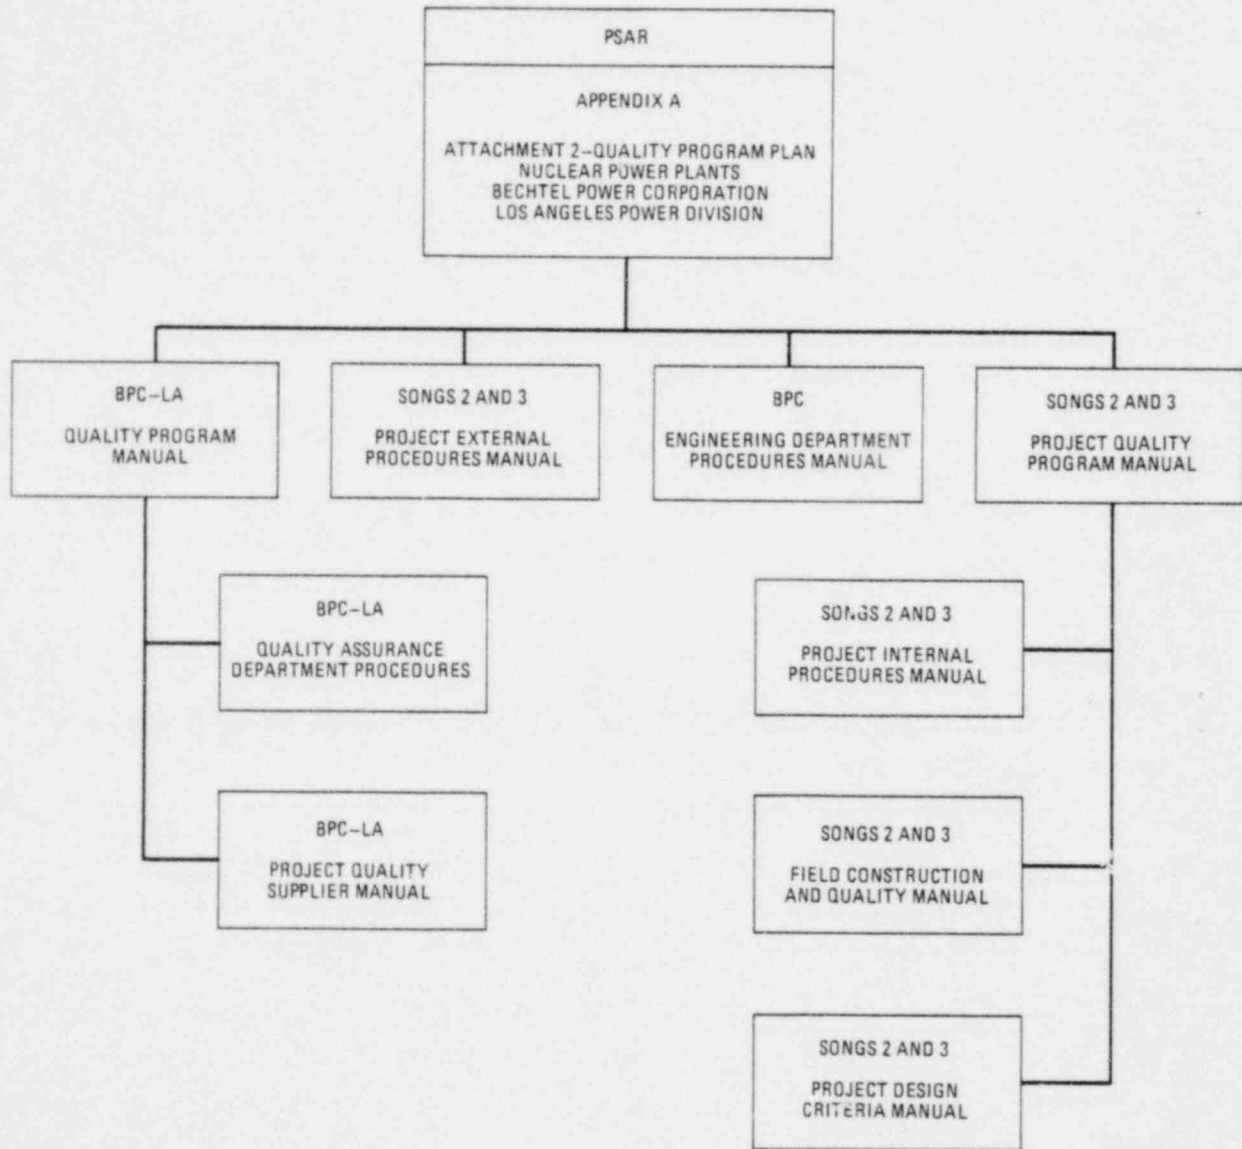 PSAR
APPENDIX A
ATTACHMENT 2–QUALITY PROGRAM PLAN
NUCLEAR POWER PLANTS
BECHTEL POWER CORPORATION
LOS ANGELES POWER DIVISION
BPC–LA
QUALITY PROGRAM
MANUAL
SONGS 2 AND 3
PROJECT EXTERNAL
PROCEDURES MANUAL
BPC
ENGINEERING DEPARTMENT
PROCEDURES MANUAL
SONGS 2 AND 3
PROJECT QUALITY
PROGRAM MANUAL
BPC–LA
QUALITY ASSURANCE
DEPARTMENT PROCEDURES
SONGS 2 AND 3
PROJECT INTERNAL
PROCEDURES MANUAL
BPC–LA
PROJECT QUALITY
SUPPLIER MANUAL
SONGS 2 AND 3
FIELD CONSTRUCTION
AND QUALITY MANUAL
SONGS 2 AND 3
PROJECT DESIGN
CRITERIA MANUAL